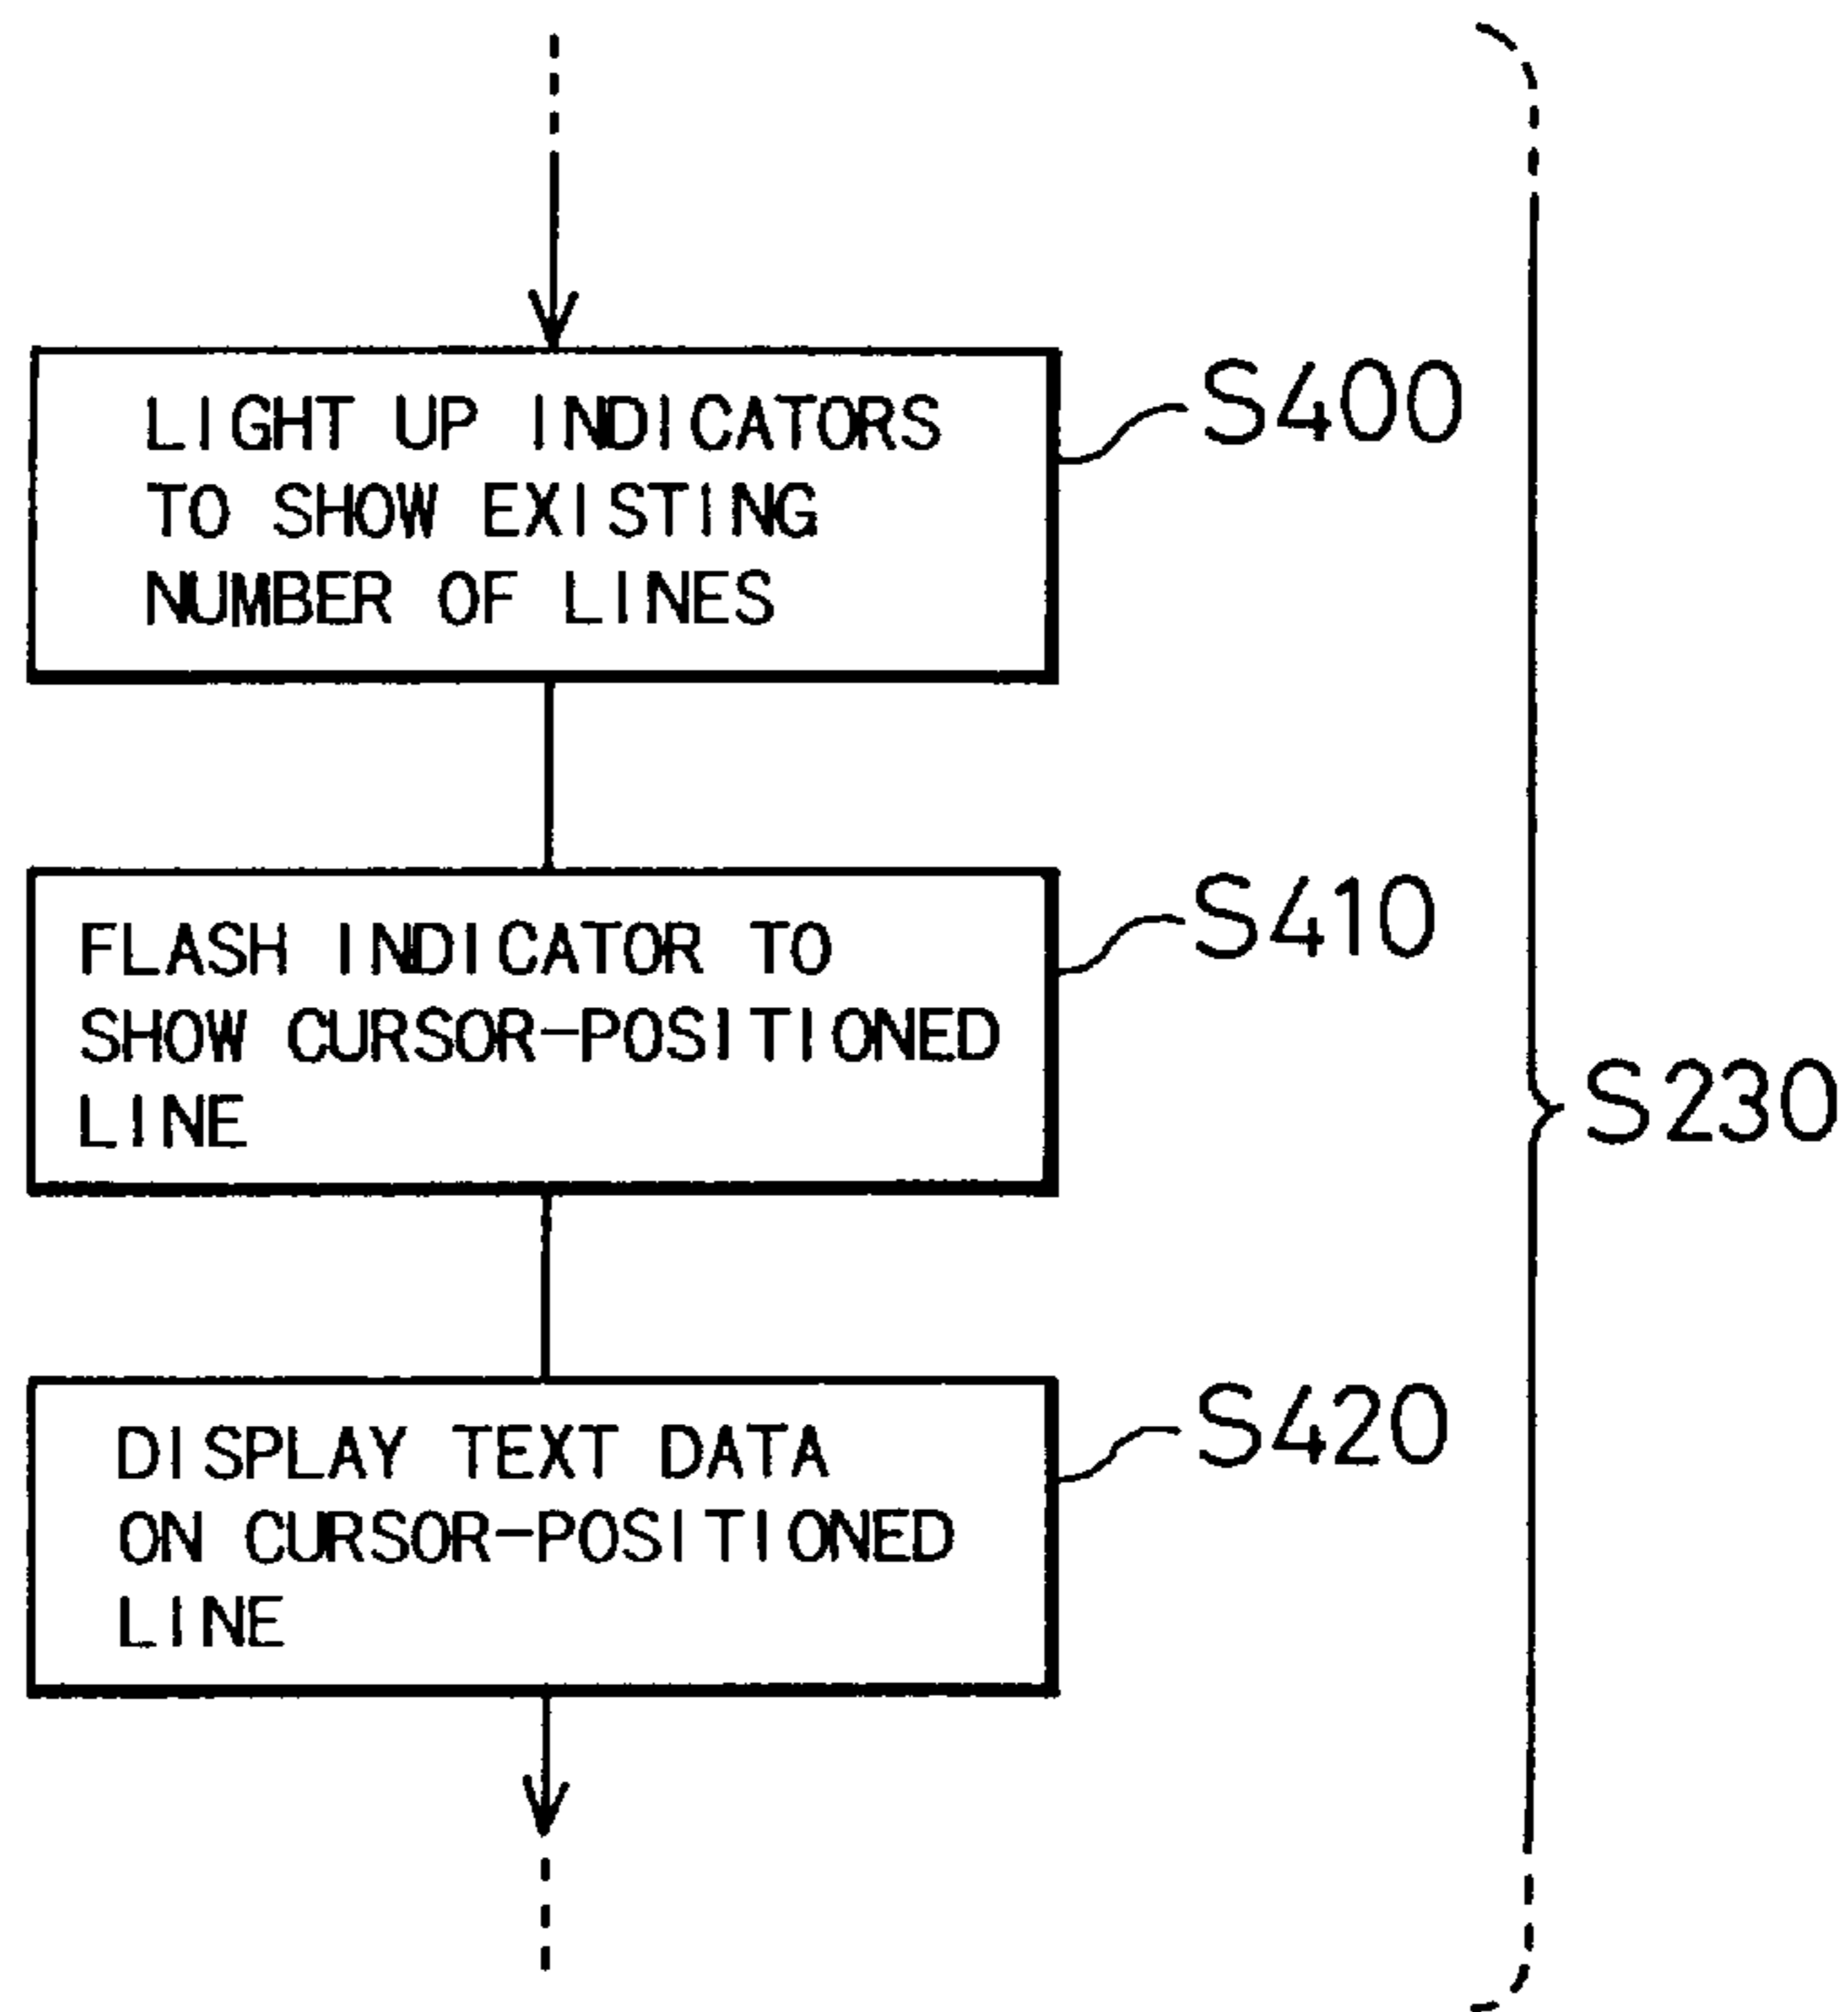 LIGHT UP INDICATORS
TO SHOW EXISTING
NUMBER OF LINES
S400
FLASH INDICATOR TO
SHOW CURSOR-POSITIONED
LINE
S410
S230
DISPLAY TEXT DATA
ON CURSOR-POSITIONED
LINE
S420